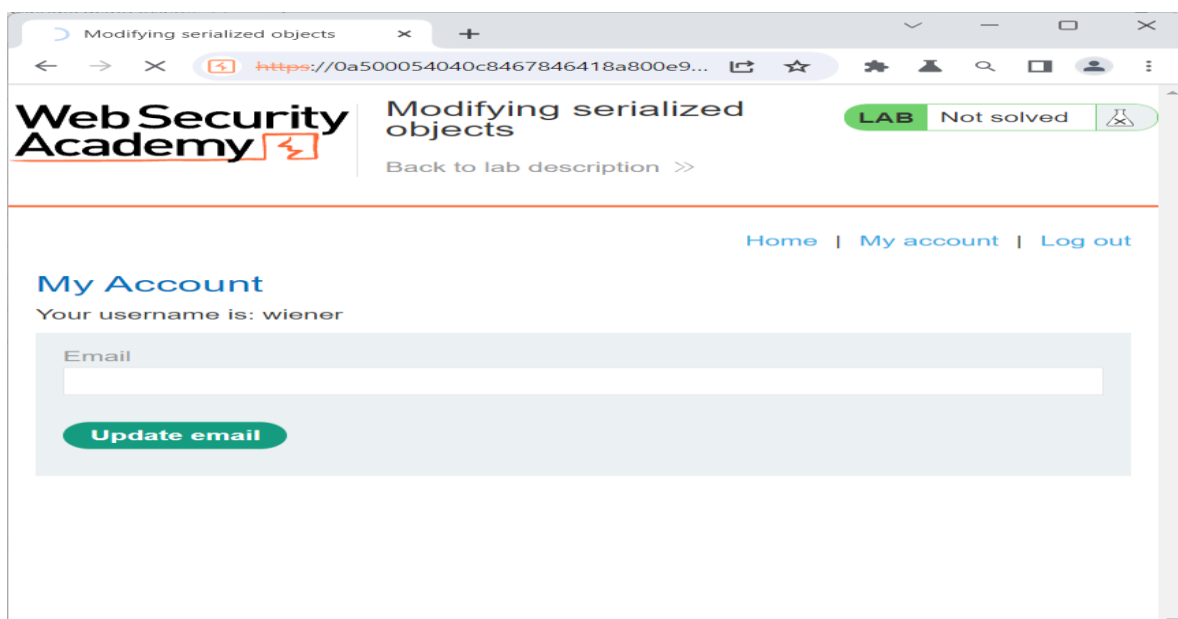 Modifying serialized objects
https://0a500054040c8467846418a800e9...
Web Security
Academy
Modifying serialized
objects
Back to lab description >>
LAB Not solved
Home | My account | Log out
My Account
Your username is: wiener
Email
Update email